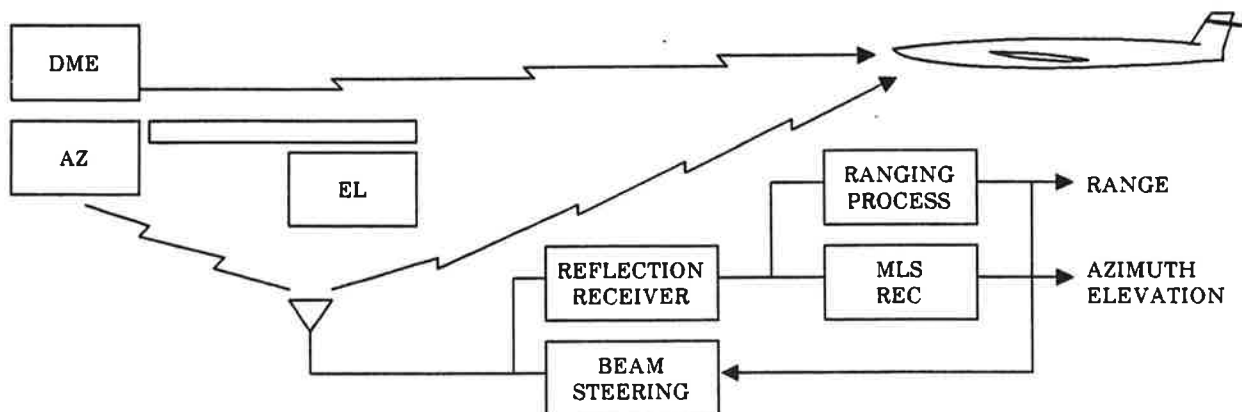 DME
AZ
EL
RANGING
PROCESS
RANGE
REFLECTION
RECEIVER
MLS
REC
AZIMUTH
ELEVATION
BEAM
STEERING